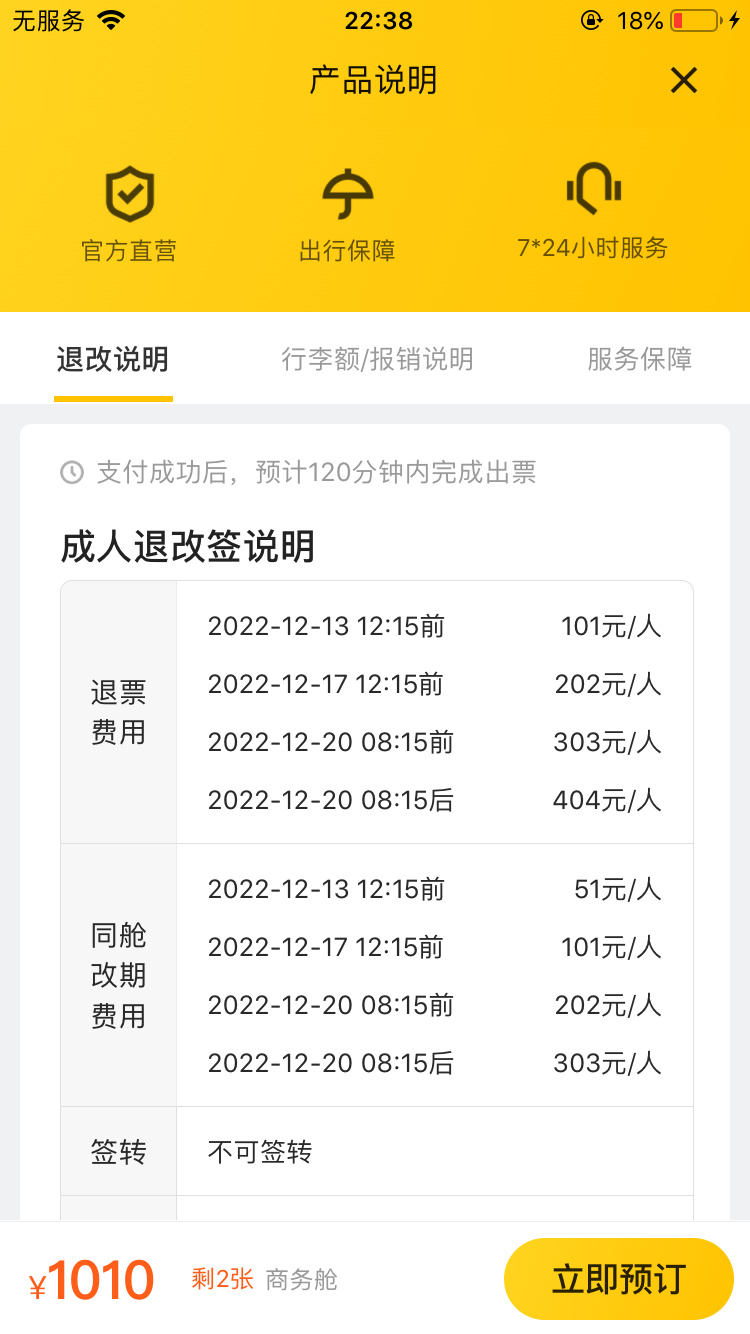 无服务 22:38 18%
产品说明
官方直营 出行保障 7*24小时服务
退改说明 行李额/报销说明 服务保障
支付成功后，预计120分钟内完成出票
成人退改签说明
退票费用
2022-12-13 12:15前 101元/人
2022-12-17 12:15前 202元/人
2022-12-20 08:15前 303元/人
2022-12-20 08:15后 404元/人
同舱改期费用
2022-12-13 12:15前 51元/人
2022-12-17 12:15前 101元/人
2022-12-20 08:15前 202元/人
2022-12-20 08:15后 303元/人
签转 不可签转
¥1010 剩2张 商务舱 立即预订